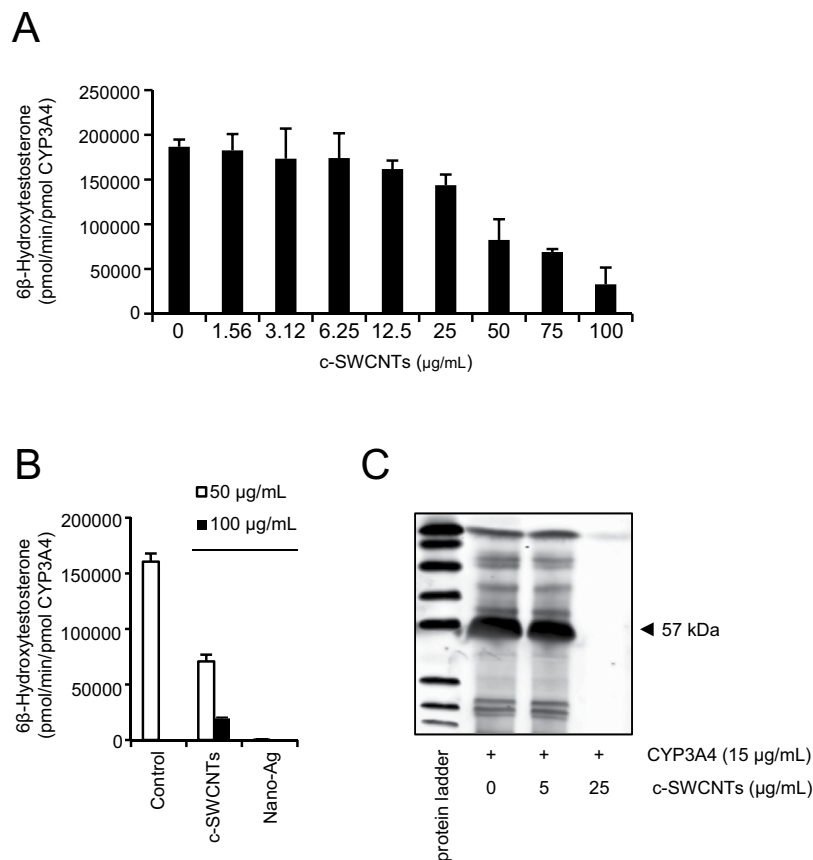 A
6β-Hydroxytestosterone
(pmol/min/pmol CYP3A4)
250000
200000
150000
100000
50000
0
0 1.56 3.12 6.25 12.5 25 50 75 100
c-SWCNTs (µg/mL)
B
50 µg/mL
100 µg/mL
6β-Hydroxytestosterone
(pmol/min/pmol CYP3A4)
200000
150000
100000
50000
0
Control
c-SWCNTs
Nano-Ag
C
57 kDa
protein ladder
+ + + CYP3A4 (15 µg/mL)
0 5 25 c-SWCNTs (µg/mL)